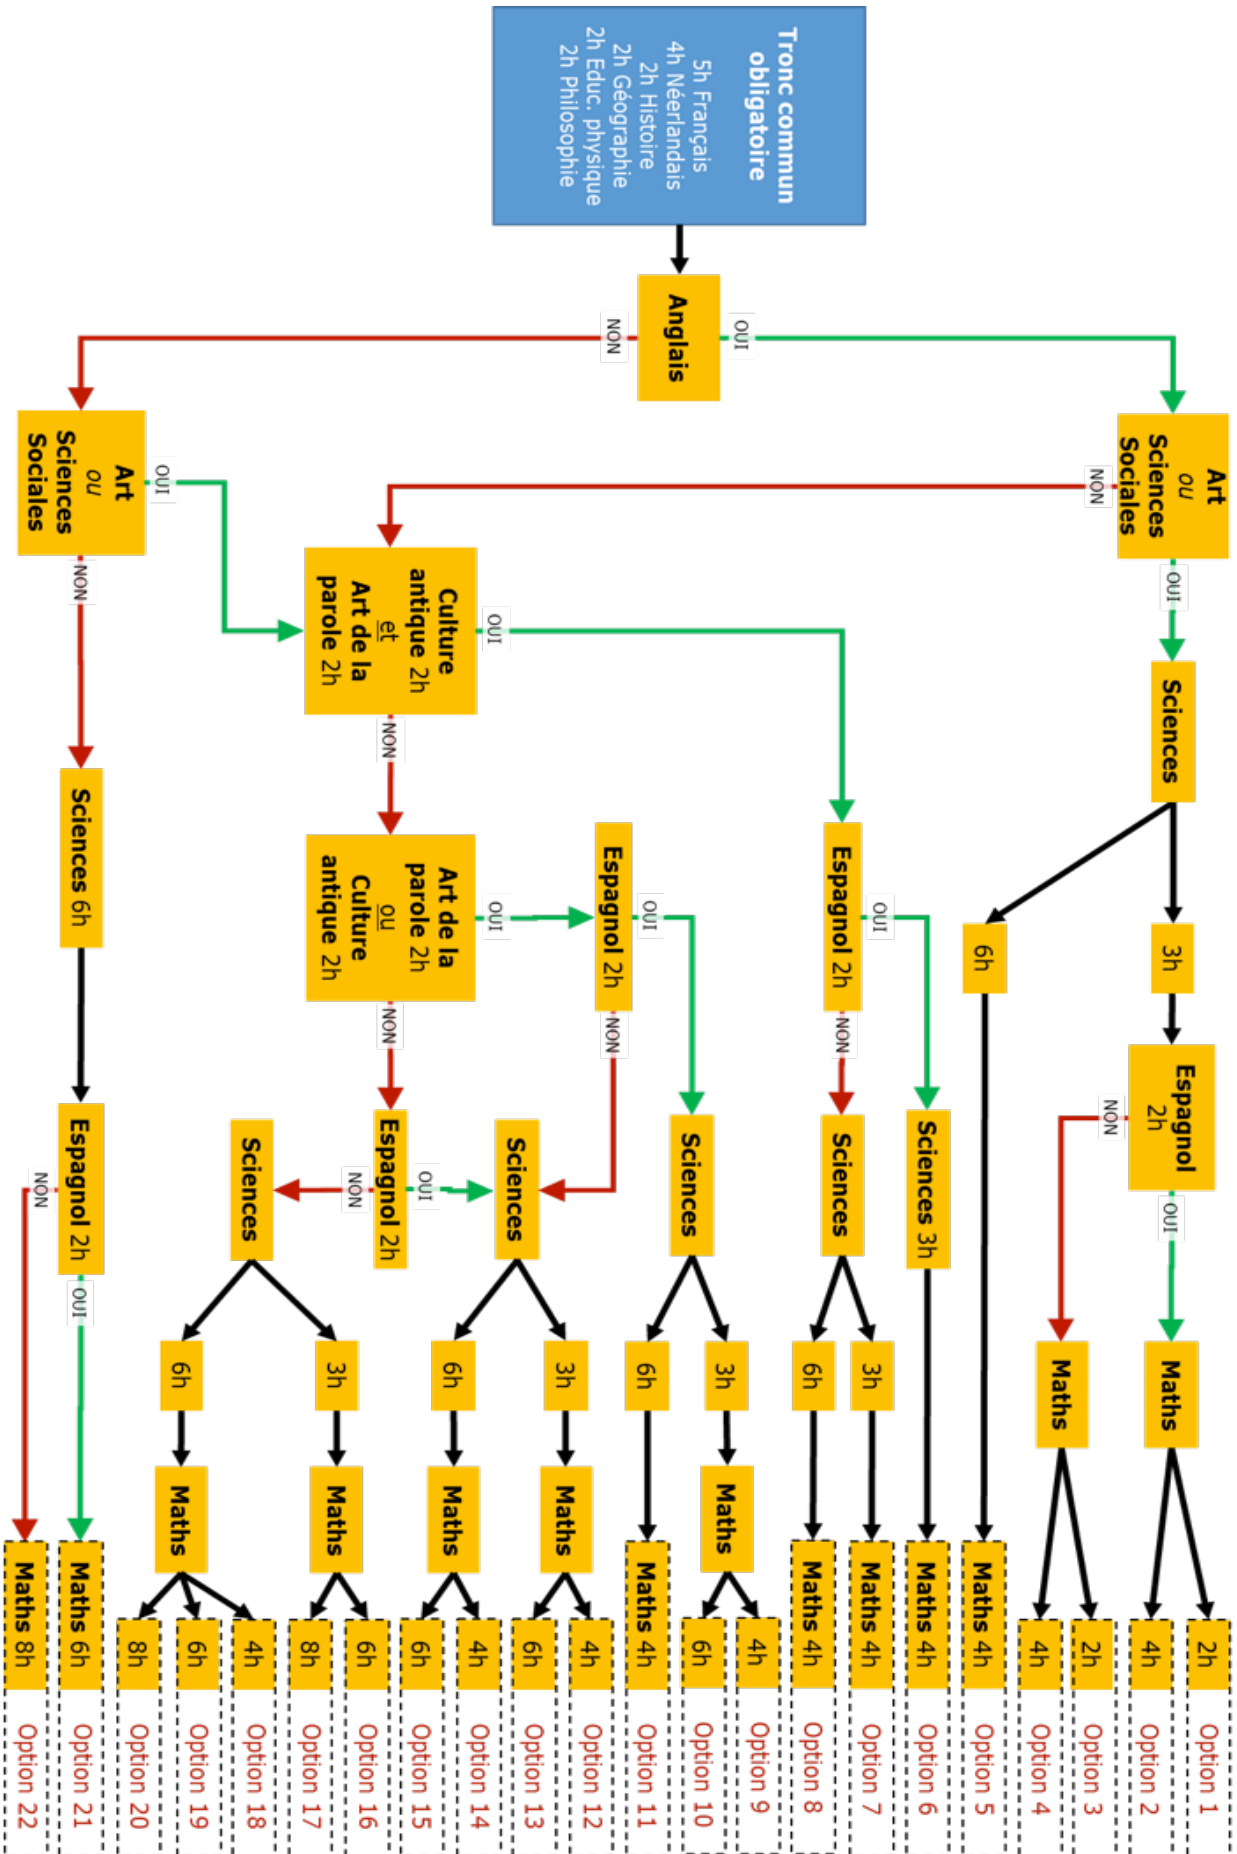 Tronc commun
obligatoire
5h Français
4h Néerlandais
2h Histoire
2h Géographie
2h Educ. physique
2h Philosophie
Anglais
OUI
NON
Art
ou
Sciences
Sociales
OUI
NON
Sciences
3h
6h
Espagnol
2h
OUI
NON
Maths
Maths
2h
Option 1
4h
Option 2
2h
Option 3
4h
Option 4
Maths 4h
Option 5
Culture
antique 2h
et
Art de la
parole 2h
OUI
NON
Espagnol 2h
OUI
NON
Sciences 3h
Maths 4h
Option 6
Sciences
3h
Maths 4h
Option 7
6h
Maths 4h
Option 8
Art de la
parole 2h
ou
Culture
antique 2h
OUI
NON
Espagnol 2h
OUI
NON
Sciences
3h
Maths
4h
Option 9
6h
Option 10
6h
Maths 4h
Option 11
Sciences
3h
Maths
4h
Option 12
6h
Option 13
6h
Maths
4h
Option 14
6h
Option 15
Espagnol 2h
OUI
NON
Sciences
3h
Maths
6h
Option 16
8h
Option 17
6h
Maths
4h
Option 18
6h
Option 19
8h
Option 20
Art
ou
Sciences
Sociales
OUI
NON
Sciences 6h
Espagnol 2h
OUI
NON
Maths 6h
Option 21
Maths 8h
Option 22